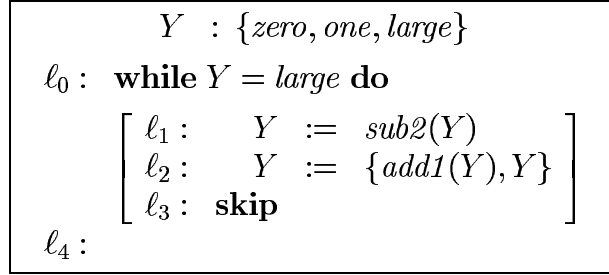 Y : {zero, one, large}
ℓ₀ : while Y = large do
ℓ₁ : Y := sub2(Y)
ℓ₂ : Y := {add1(Y), Y}
ℓ₃ : skip
ℓ₄ :